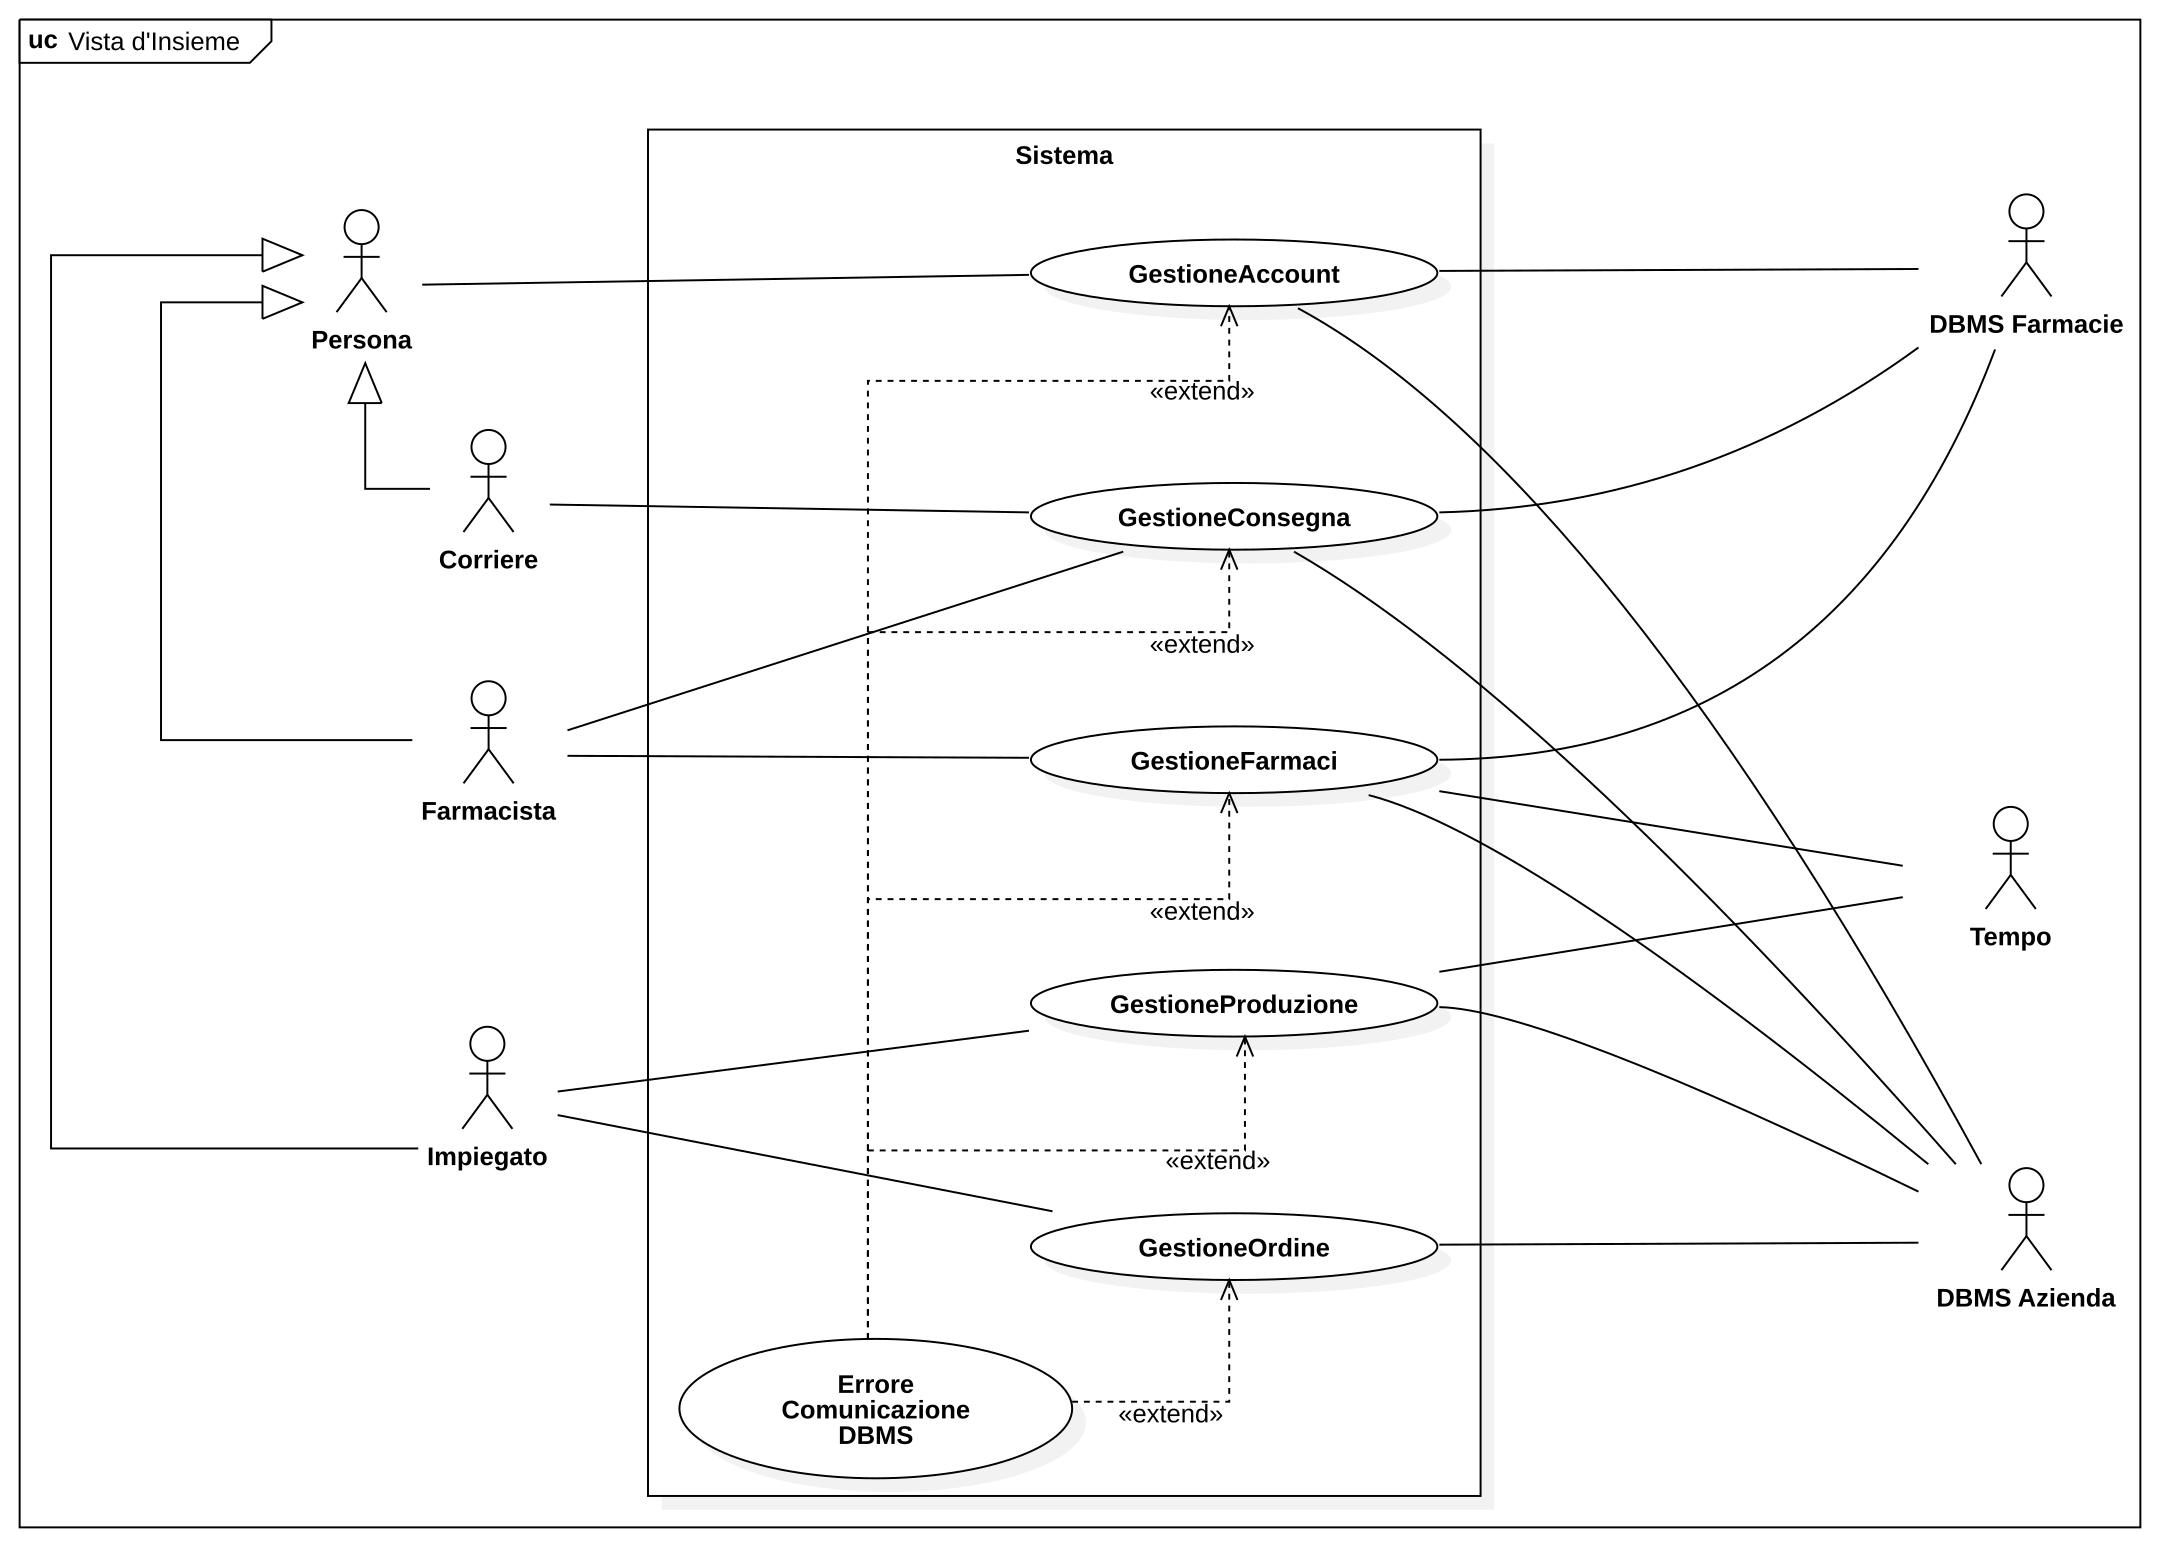 uc Vista d'Insieme
Sistema
GestioneAccount
DBMS Farmacie
Persona
«extend»
GestioneConsegna
Corriere
«extend»
GestioneFarmaci
Farmacista
«extend»
Tempo
GestioneProduzione
Impiegato
«extend»
GestioneOrdine
DBMS Azienda
Errore
Comunicazione
DBMS
«extend»